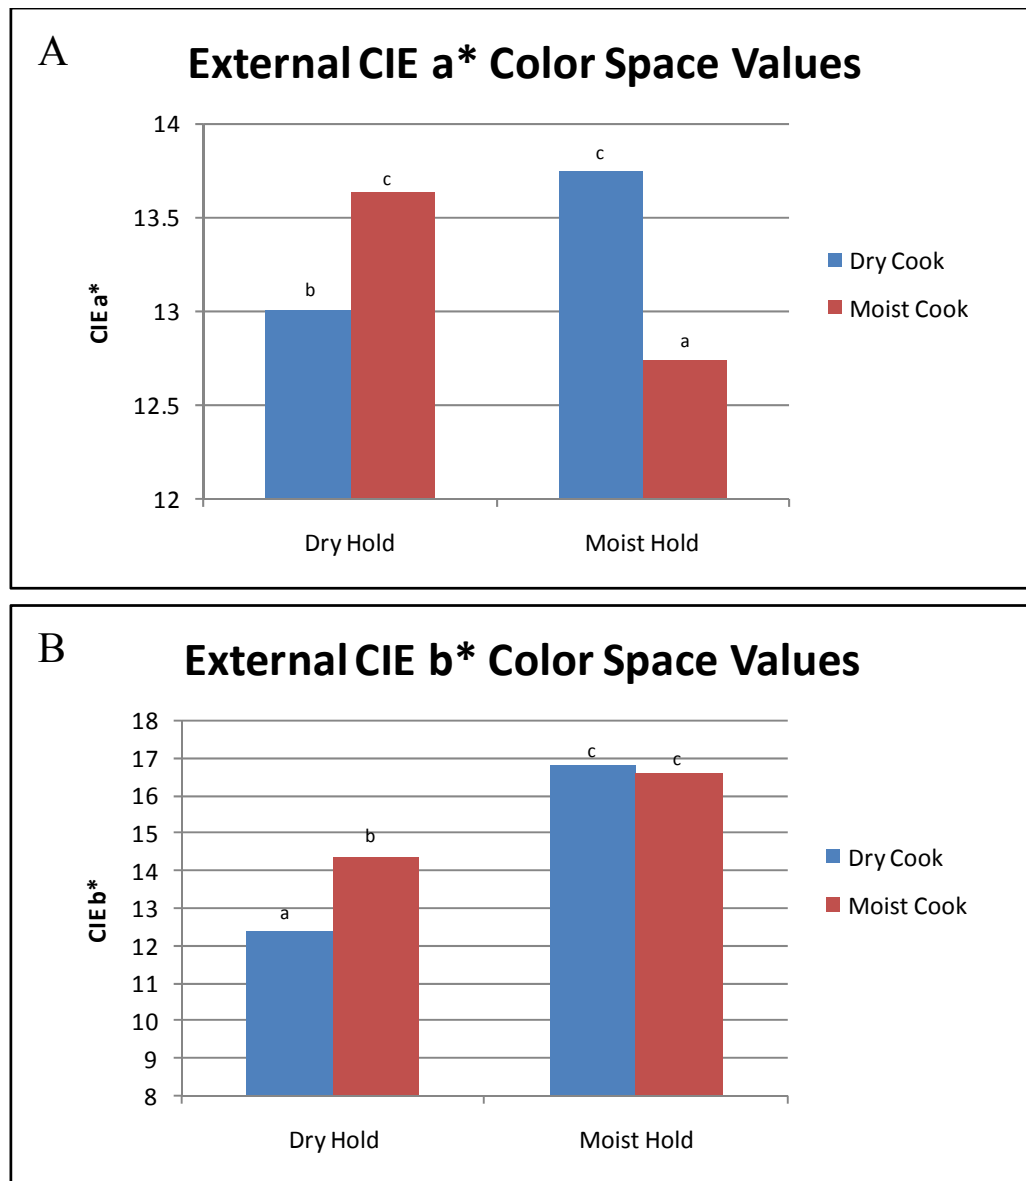 A
External CIE a* Color Space Values
14
13.5
13
12.5
12
CIE a*
b
c
c
a
Dry Hold
Moist Hold
Dry Cook
Moist Cook
B
External CIE b* Color Space Values
18
17
16
15
14
13
12
11
10
9
8
CIE b*
a
b
c
c
Dry Hold
Moist Hold
Dry Cook
Moist Cook